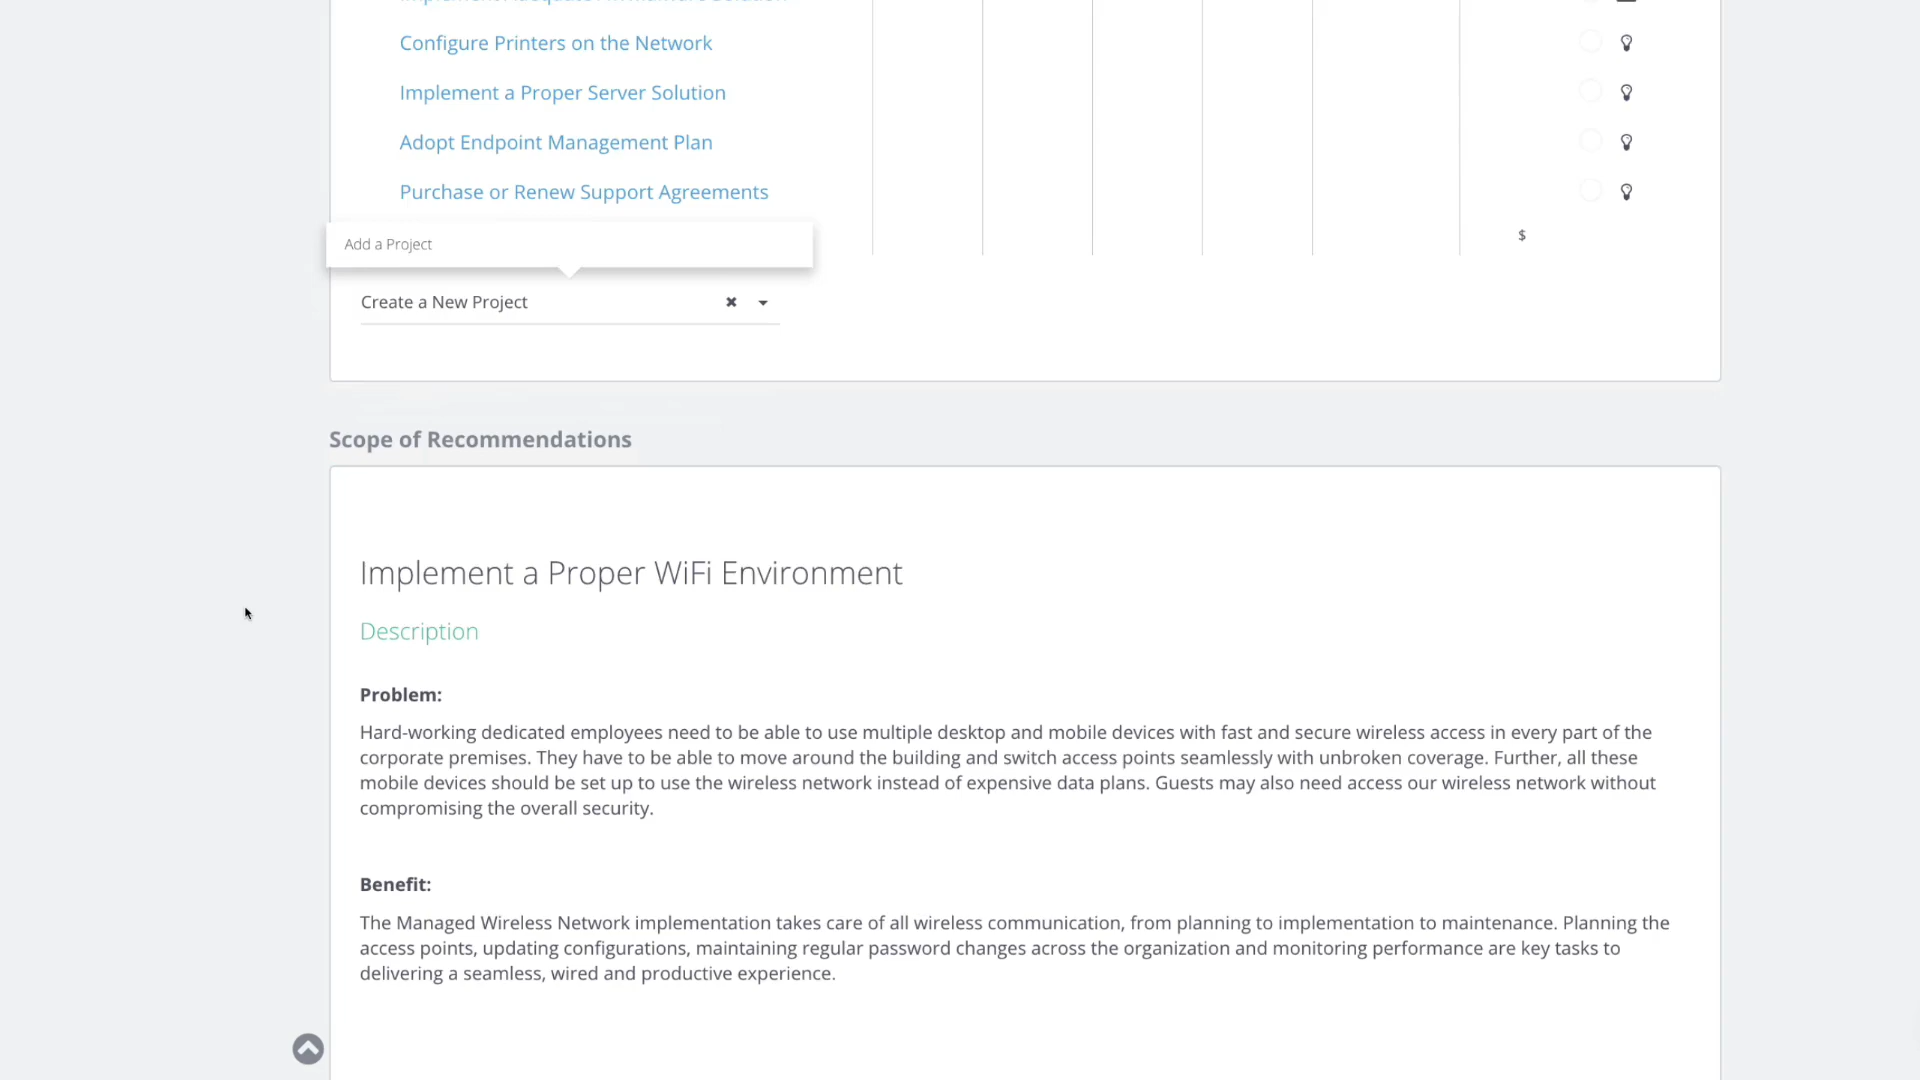 Configure Printers on the Network
Implement a Proper Server Solution
Adopt Endpoint Management Plan
Purchase or Renew Support Agreements
$
Add a Project
Create a New Project
Scope of Recommendations
Implement a Proper WiFi Environment
Description
Problem:
Hard-working dedicated employees need to be able to use multiple desktop and mobile devices with fast and secure wireless access in every part of the
corporate premises. They have to be able to move around the building and switch access points seamlessly with unbroken coverage. Further, all these
mobile devices should be set up to use the wireless network instead of expensive data plans. Guests may also need access our wireless network without
compromising the overall security.
Benefit:
The Managed Wireless Network implementation takes care of all wireless communication, from planning to implementation to maintenance. Planning the
access points, updating configurations, maintaining regular password changes across the organization and monitoring performance are key tasks to
delivering a seamless, wired and productive experience.